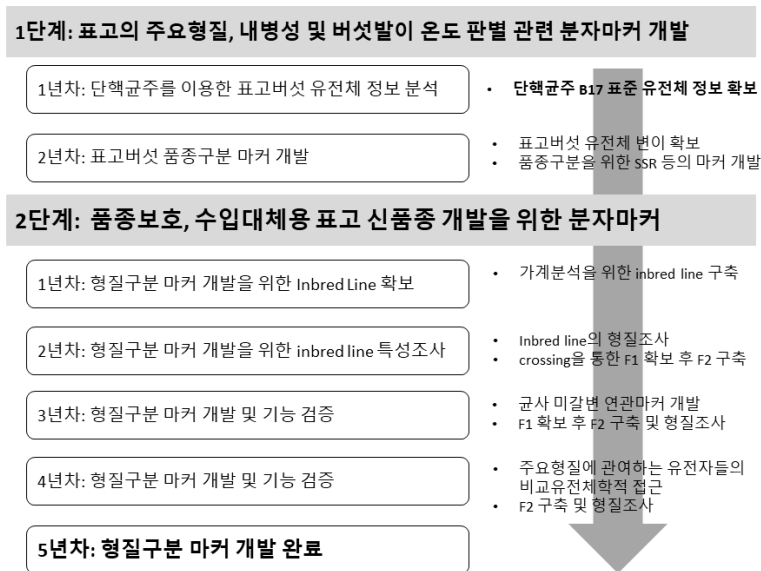 1단계: 표고의 주요형질, 내병성 및 버섯발이 온도 판별 관련 분자마커 개발
1년차: 단핵균주를 이용한 표고버섯 유전체 정보 분석
• 단핵균주 B17 표준 유전체 정보 확보
2년차: 표고버섯 품종구분 마커 개발
• 표고버섯 유전체 변이 확보
• 품종구분을 위한 SSR 등의 마커 개발
2단계: 품종보호, 수입대체용 표고 신품종 개발을 위한 분자마커
1년차: 형질구분 마커 개발을 위한 Inbred Line 확보
• 가계분석을 위한 inbred line 구축
2년차: 형질구분 마커 개발을 위한 inbred line 특성조사
• Inbred line의 형질조사
• crossing을 통한 F1 확보 후 F2 구축
3년차: 형질구분 마커 개발 및 기능 검증
• 균사 미갈변 연관마커 개발
• F1 확보 후 F2 구축 및 형질조사
4년차: 형질구분 마커 개발 및 기능 검증
• 주요형질에 관여하는 유전자들의
비교유전체학적 접근
• F2 구축 및 형질조사
5년차: 형질구분 마커 개발 완료